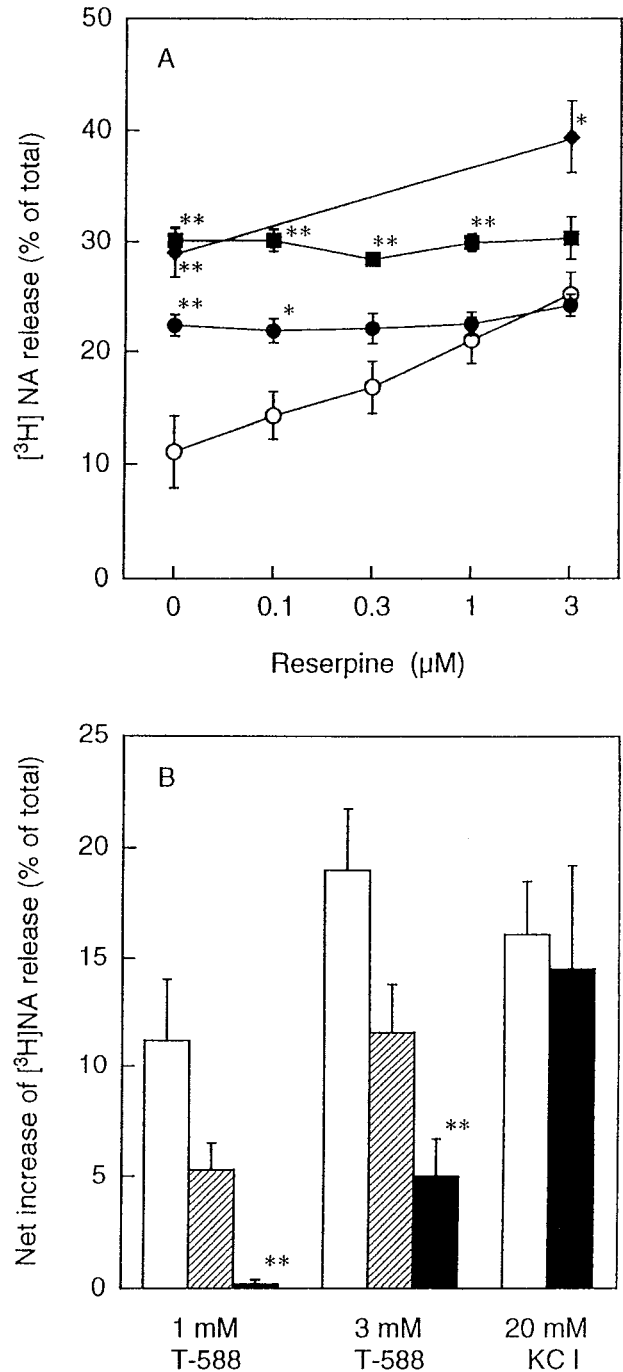 A
50
40
30
20
10
0
[³H] NA release (% of total)
*
**
**
**
**
**
**
*
0 0.1 0.3 1 3
Reserpine (µM)
B
25
20
15
10
5
0
Net increase of [³H]NA release (% of total)
**
**
1 mM 3 mM 20 mM
T-588 T-588 KC l